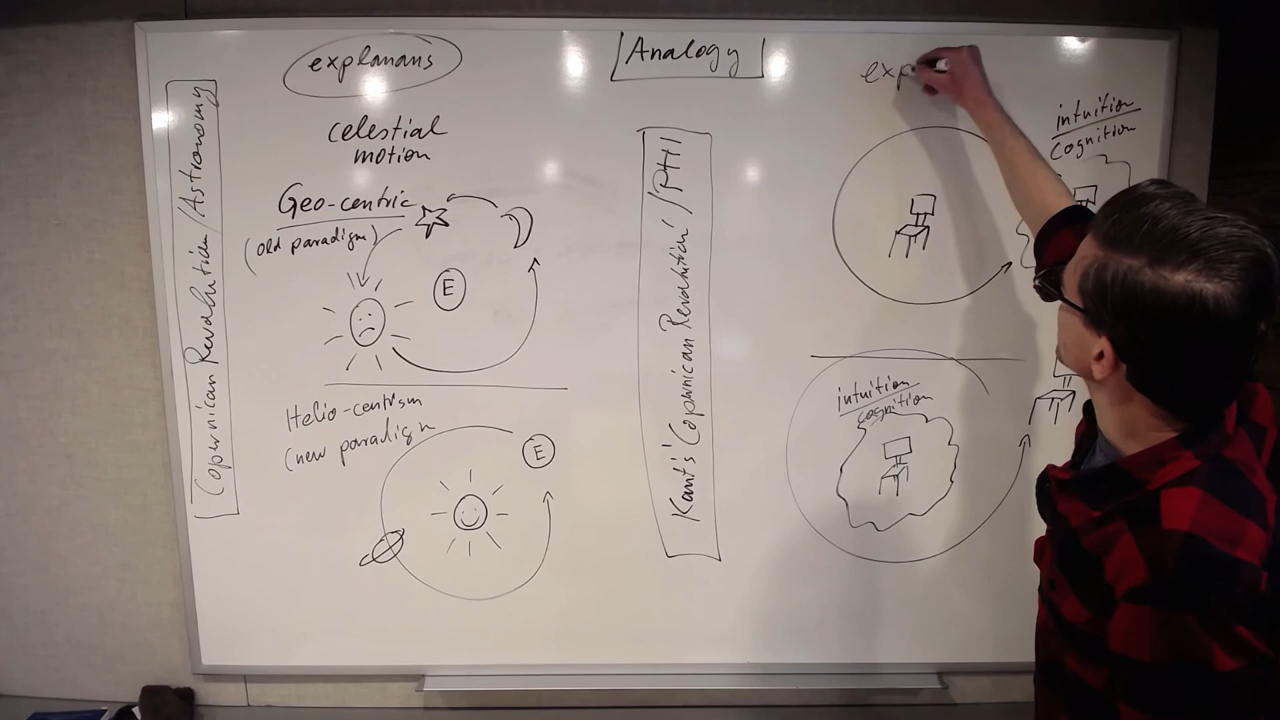 explanans
Analogy
exp
Copernican Revolution/Astronomy
celestial
motion
Geo-centric
(old paradigm)
E
Helio-centrism
(new paradigm
E
Kant's' Copernican Revolution'/PH1
intuition
cognition
intuition
cognition